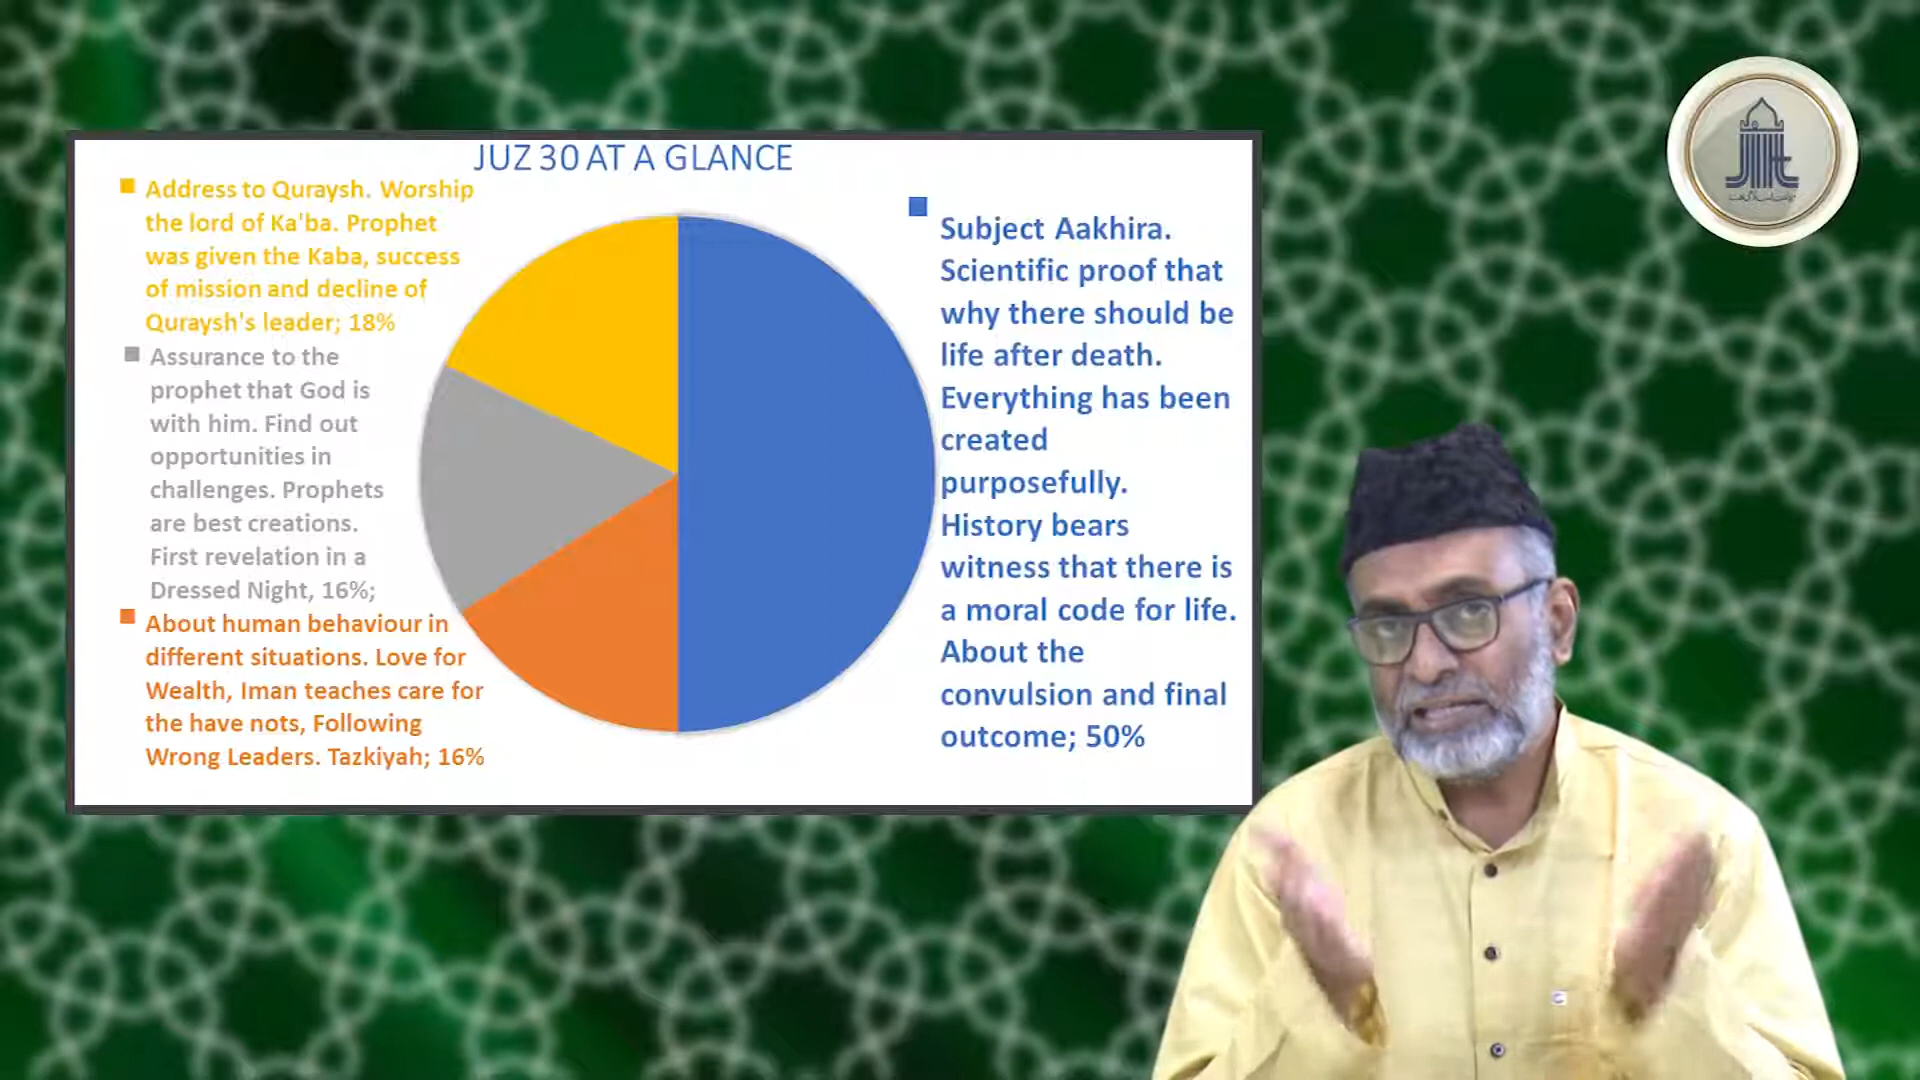 JUZ 30 AT A GLANCE
Address to Quraysh. Worship
the lord of Ka'ba. Prophet
was given the Kaba, success
of mission and decline of
Quraysh's leader; 18%
Assurance to the
prophet that God is
with him. Find out
opportunities in
challenges. Prophets
are best creations.
First revelation in a
Dressed Night, 16%;
About human behaviour in
different situations. Love for
Wealth, Iman teaches care for
the have nots, Following
Wrong Leaders. Tazkiyah; 16%
Subject Aakhira.
Scientific proof that
why there should be
life after death.
Everything has been
created
purposefully.
History bears
witness that there is
a moral code for life.
About the
convulsion and final
outcome; 50%